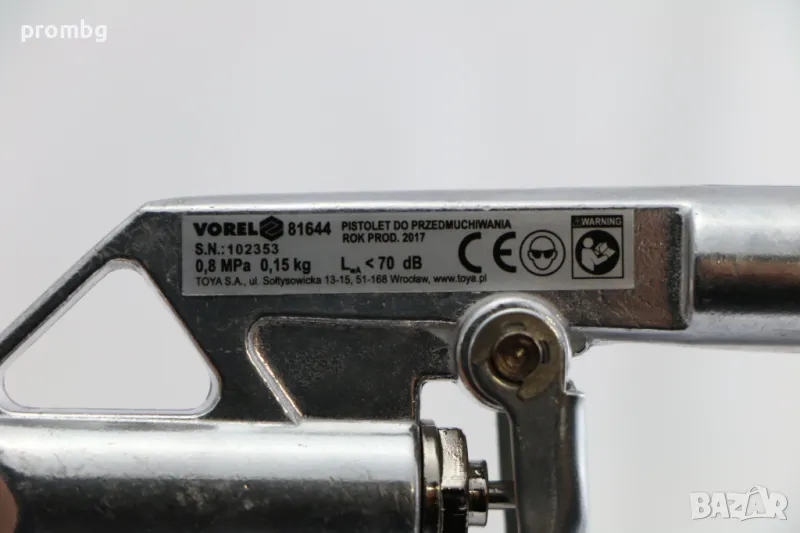 prombg
VOREL 81644 PISTOLET DO PRZEDMUCHIWANIA
ROK PROD. 2017
S.N.:102353
0,8 MPa 0,15 kg LwA < 70 dB
TOYA S.A., ul. Sołtysowicka 13-15, 51-168 Wrocław, www.toya.pl
CE
WARNING
BAZAR